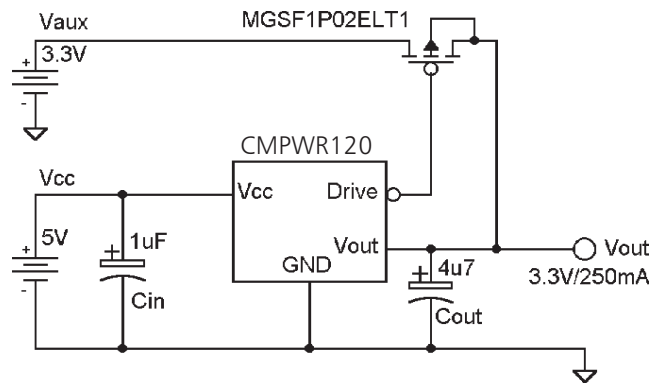 MGSF1P02ELT1
Vaux
+
3.3V
-
CMPWR120
Vcc
Vcc
Drive
+
5V
-
+
1uF
Cin
Vout
GND
+
4u7
Cout
Vout
3.3V/250mA